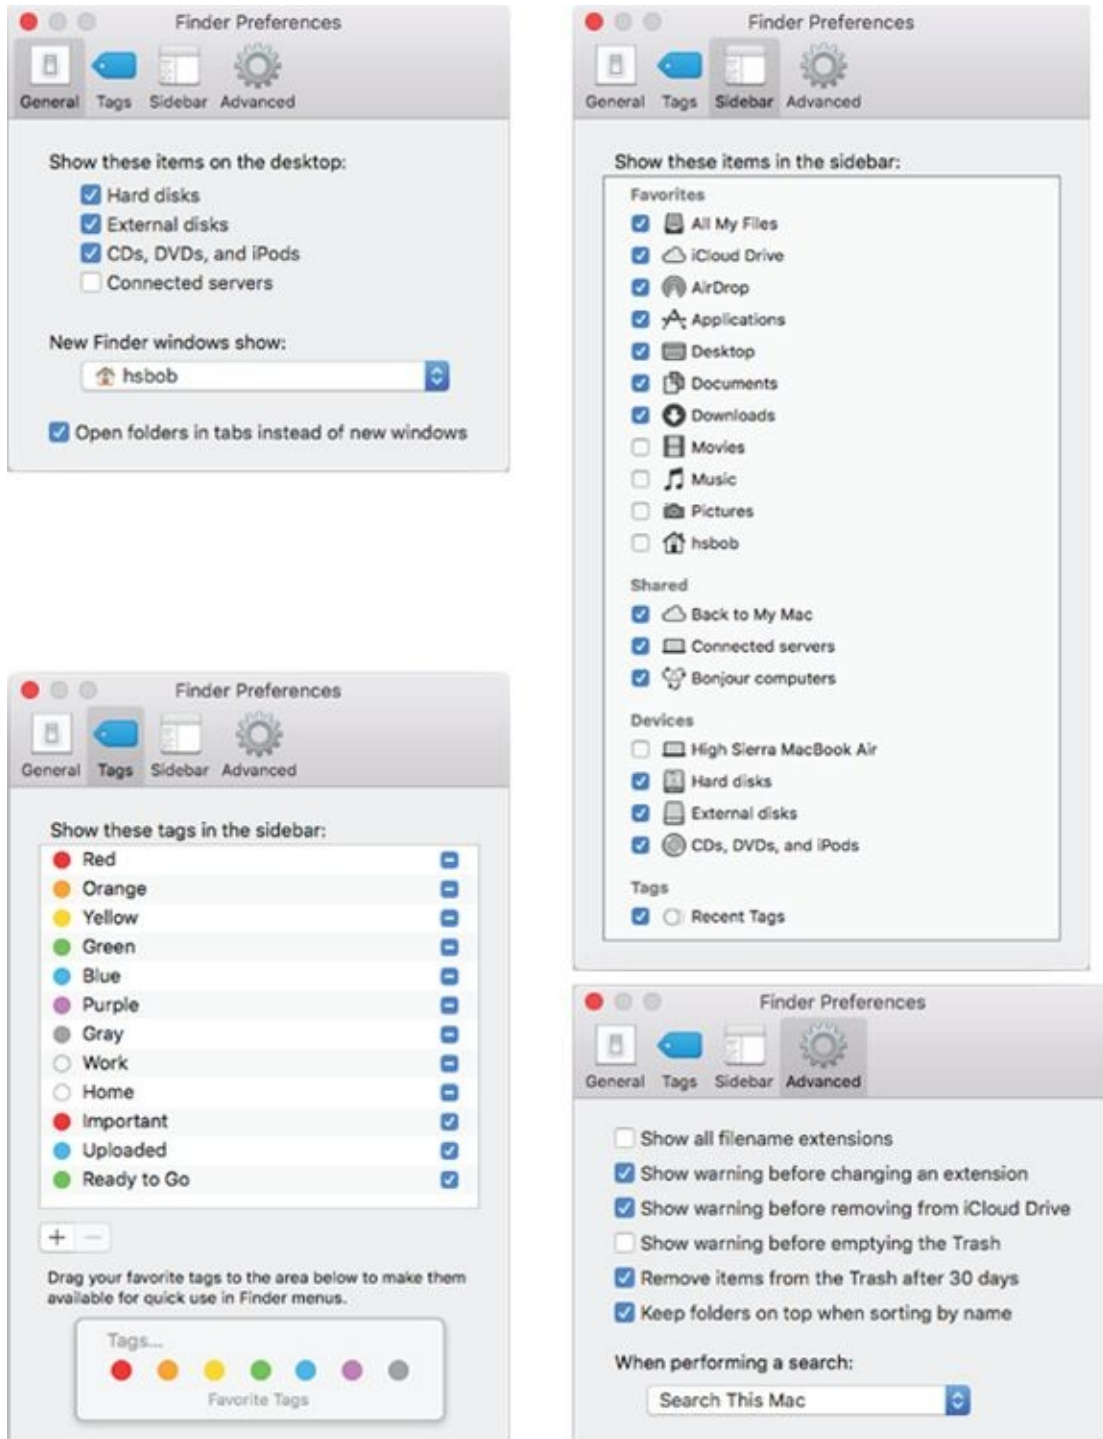 Finder Preferences
General Tags Sidebar Advanced
Show these items on the desktop:
Hard disks
External disks
CDs, DVDs, and iPods
Connected servers
New Finder windows show:
hsbob
Open folders in tabs instead of new windows
Finder Preferences
General Tags Sidebar Advanced
Show these tags in the sidebar:
Red
Orange
Yellow
Green
Blue
Purple
Gray
Work
Home
Important
Uploaded
Ready to Go
Drag your favorite tags to the area below to make them
available for quick use in Finder menus.
Tags...
Favorite Tags
Finder Preferences
General Tags Sidebar Advanced
Show these items in the sidebar:
Favorites
All My Files
iCloud Drive
AirDrop
Applications
Desktop
Documents
Downloads
Movies
Music
Pictures
hsbob
Shared
Back to My Mac
Connected servers
Bonjour computers
Devices
High Sierra MacBook Air
Hard disks
External disks
CDs, DVDs, and iPods
Tags
Recent Tags
Finder Preferences
General Tags Sidebar Advanced
Show all filename extensions
Show warning before changing an extension
Show warning before removing from iCloud Drive
Show warning before emptying the Trash
Remove items from the Trash after 30 days
Keep folders on top when sorting by name
When performing a search:
Search This Mac